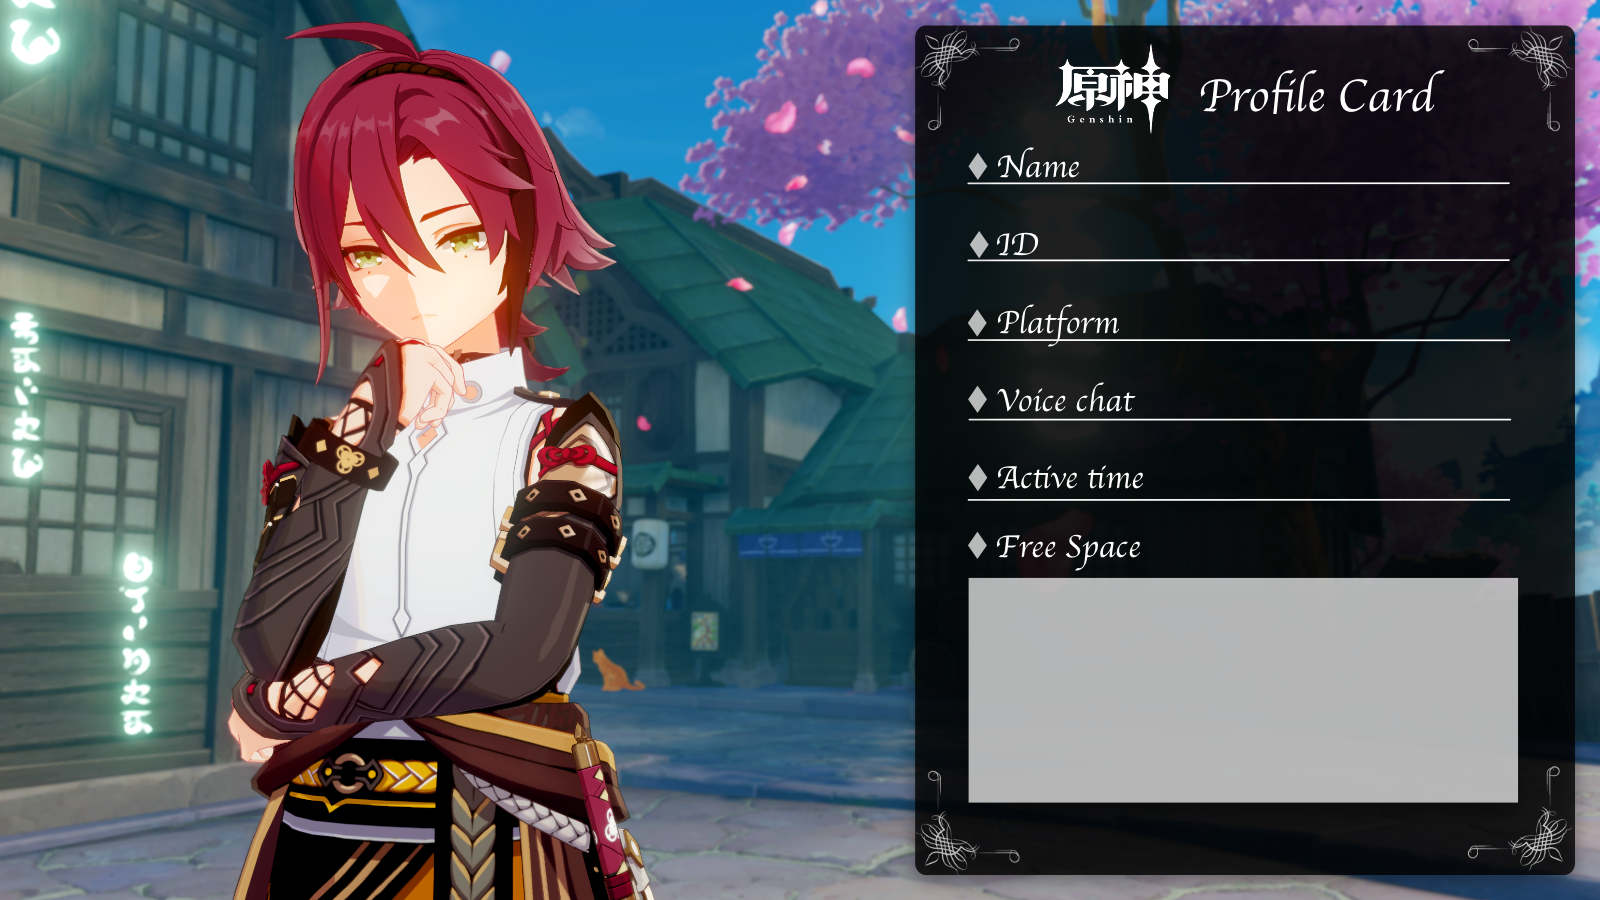 原神
Genshin
Profile Card
Name
ID
Platform
Voice chat
Active time
Free Space